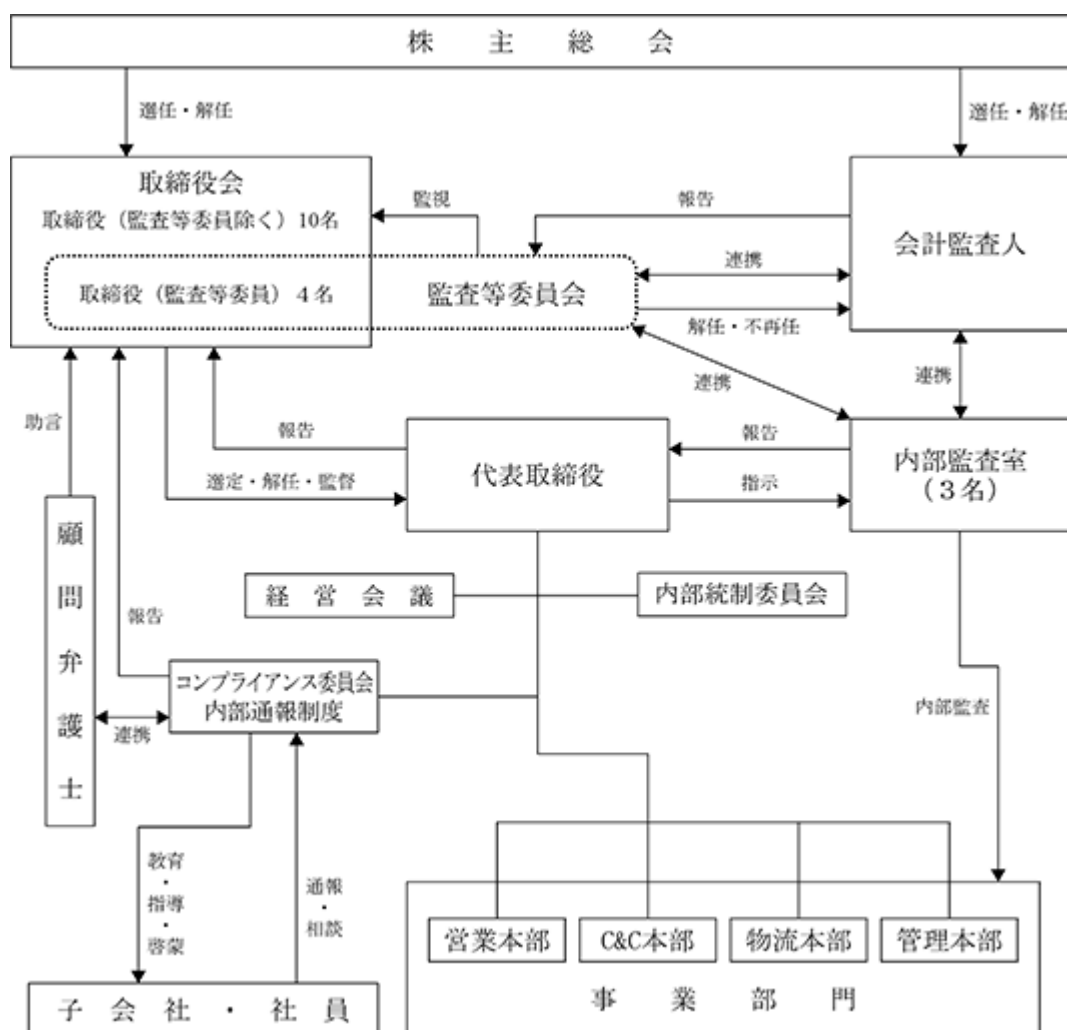 株主総会
選任・解任
選任・解任
取締役会
取締役（監査等委員除く）10名
取締役（監査等委員）4名
監査等委員会
監視
報告
会計監査人
連携
解任・不再任
連携
連携
助言
報告
選定・解任・監督
代表取締役
報告
指示
内部監査室
（3名）
顧問弁護士
経営会議
内部統制委員会
報告
コンプライアンス委員会
内部通報制度
連携
内部監査
教育
・
指導
・
啓蒙
通報
・
相談
営業本部
C&C本部
物流本部
管理本部
事業部門
子会社・社員